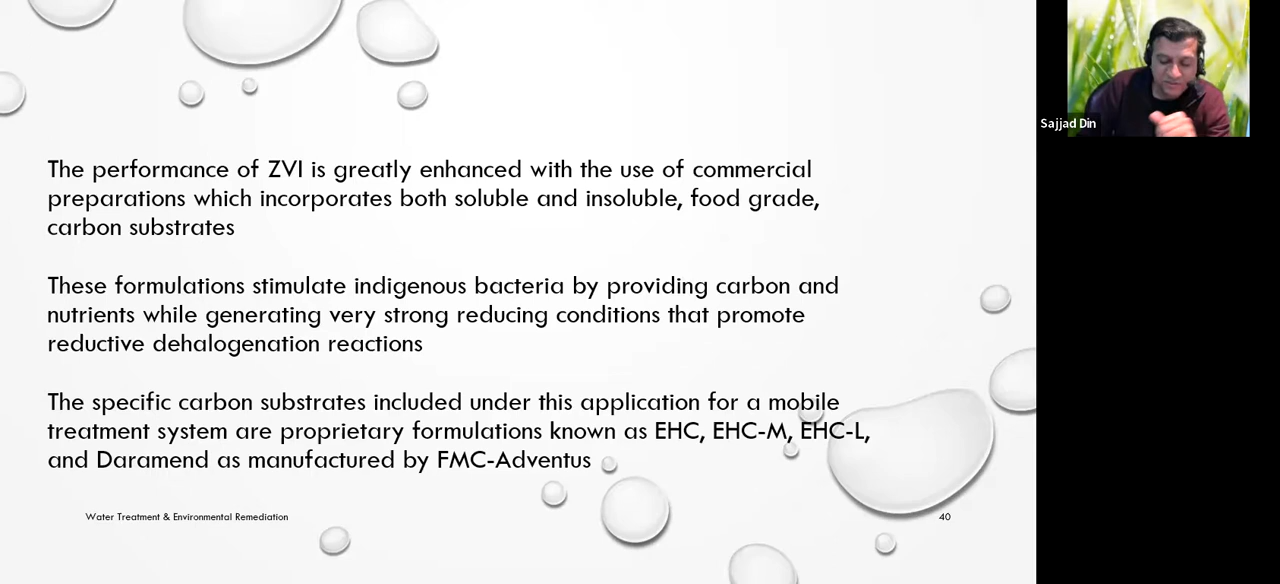 The performance of ZVI is greatly enhanced with the use of commercial
preparations which incorporates both soluble and insoluble, food grade,
carbon substrates
These formulations stimulate indigenous bacteria by providing carbon and
nutrients while generating very strong reducing conditions that promote
reductive dehalogenation reactions
The specific carbon substrates included under this application for a mobile
treatment system are proprietary formulations known as EHC, EHC-M, EHC-L,
and Daramend as manufactured by FMC-Adventus
Water Treatment & Environmental Remediation
40
Sajjad Din